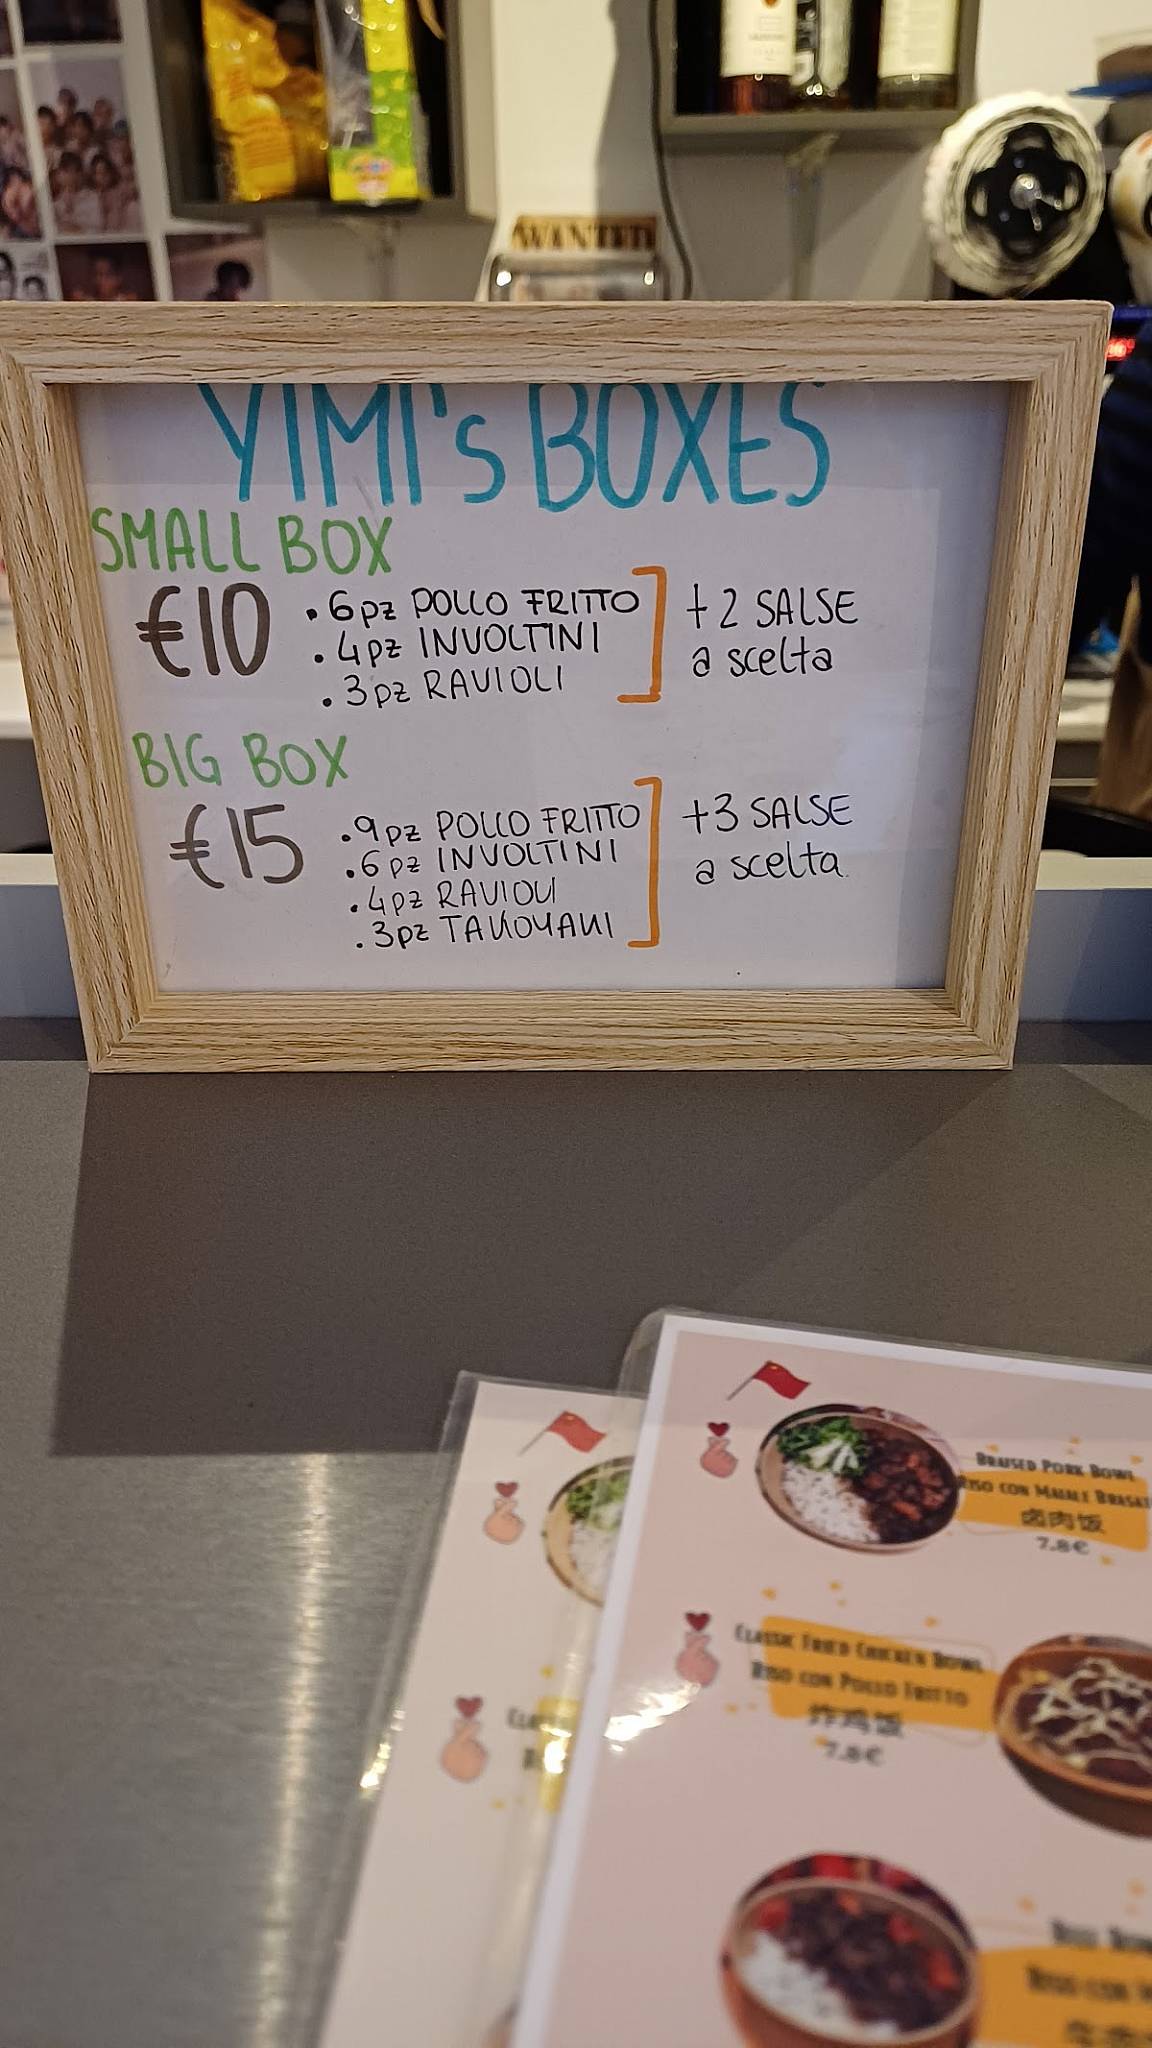 WANTED
YIMI's BOXES
SMALL BOX
€10
• 6pz POLLO FRITTO
• 4pz INVOLTINI
• 3pz RAVIOLI
+ 2 SALSE
a scelta
BIG BOX
€15
• 9pz POLLO FRITTO
• 6pz INVOLTINI
• 4pz RAVIOLI
• 3pz TAKOYAKI
+3 SALSE
a scelta
BRAISED PORK BOWL
RISO CON MAIALE
卤肉饭
7.8€
CLASSIC FRIED CHICKEN BOWL
RISO CON POLLO FRITTO
炸鸡饭
7.8€